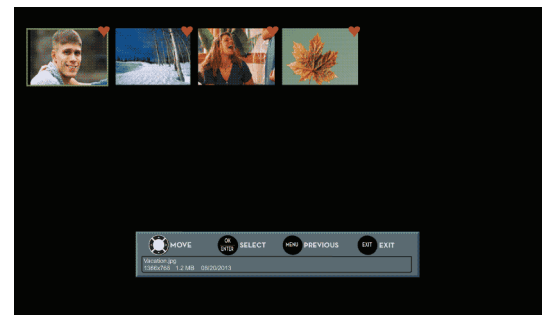 MOVE
OK
ENTER
SELECT
MENU
PREVIOUS
EXIT
EXIT
Vacation.jpg
1366x768 1.2 MB 08/20/2013